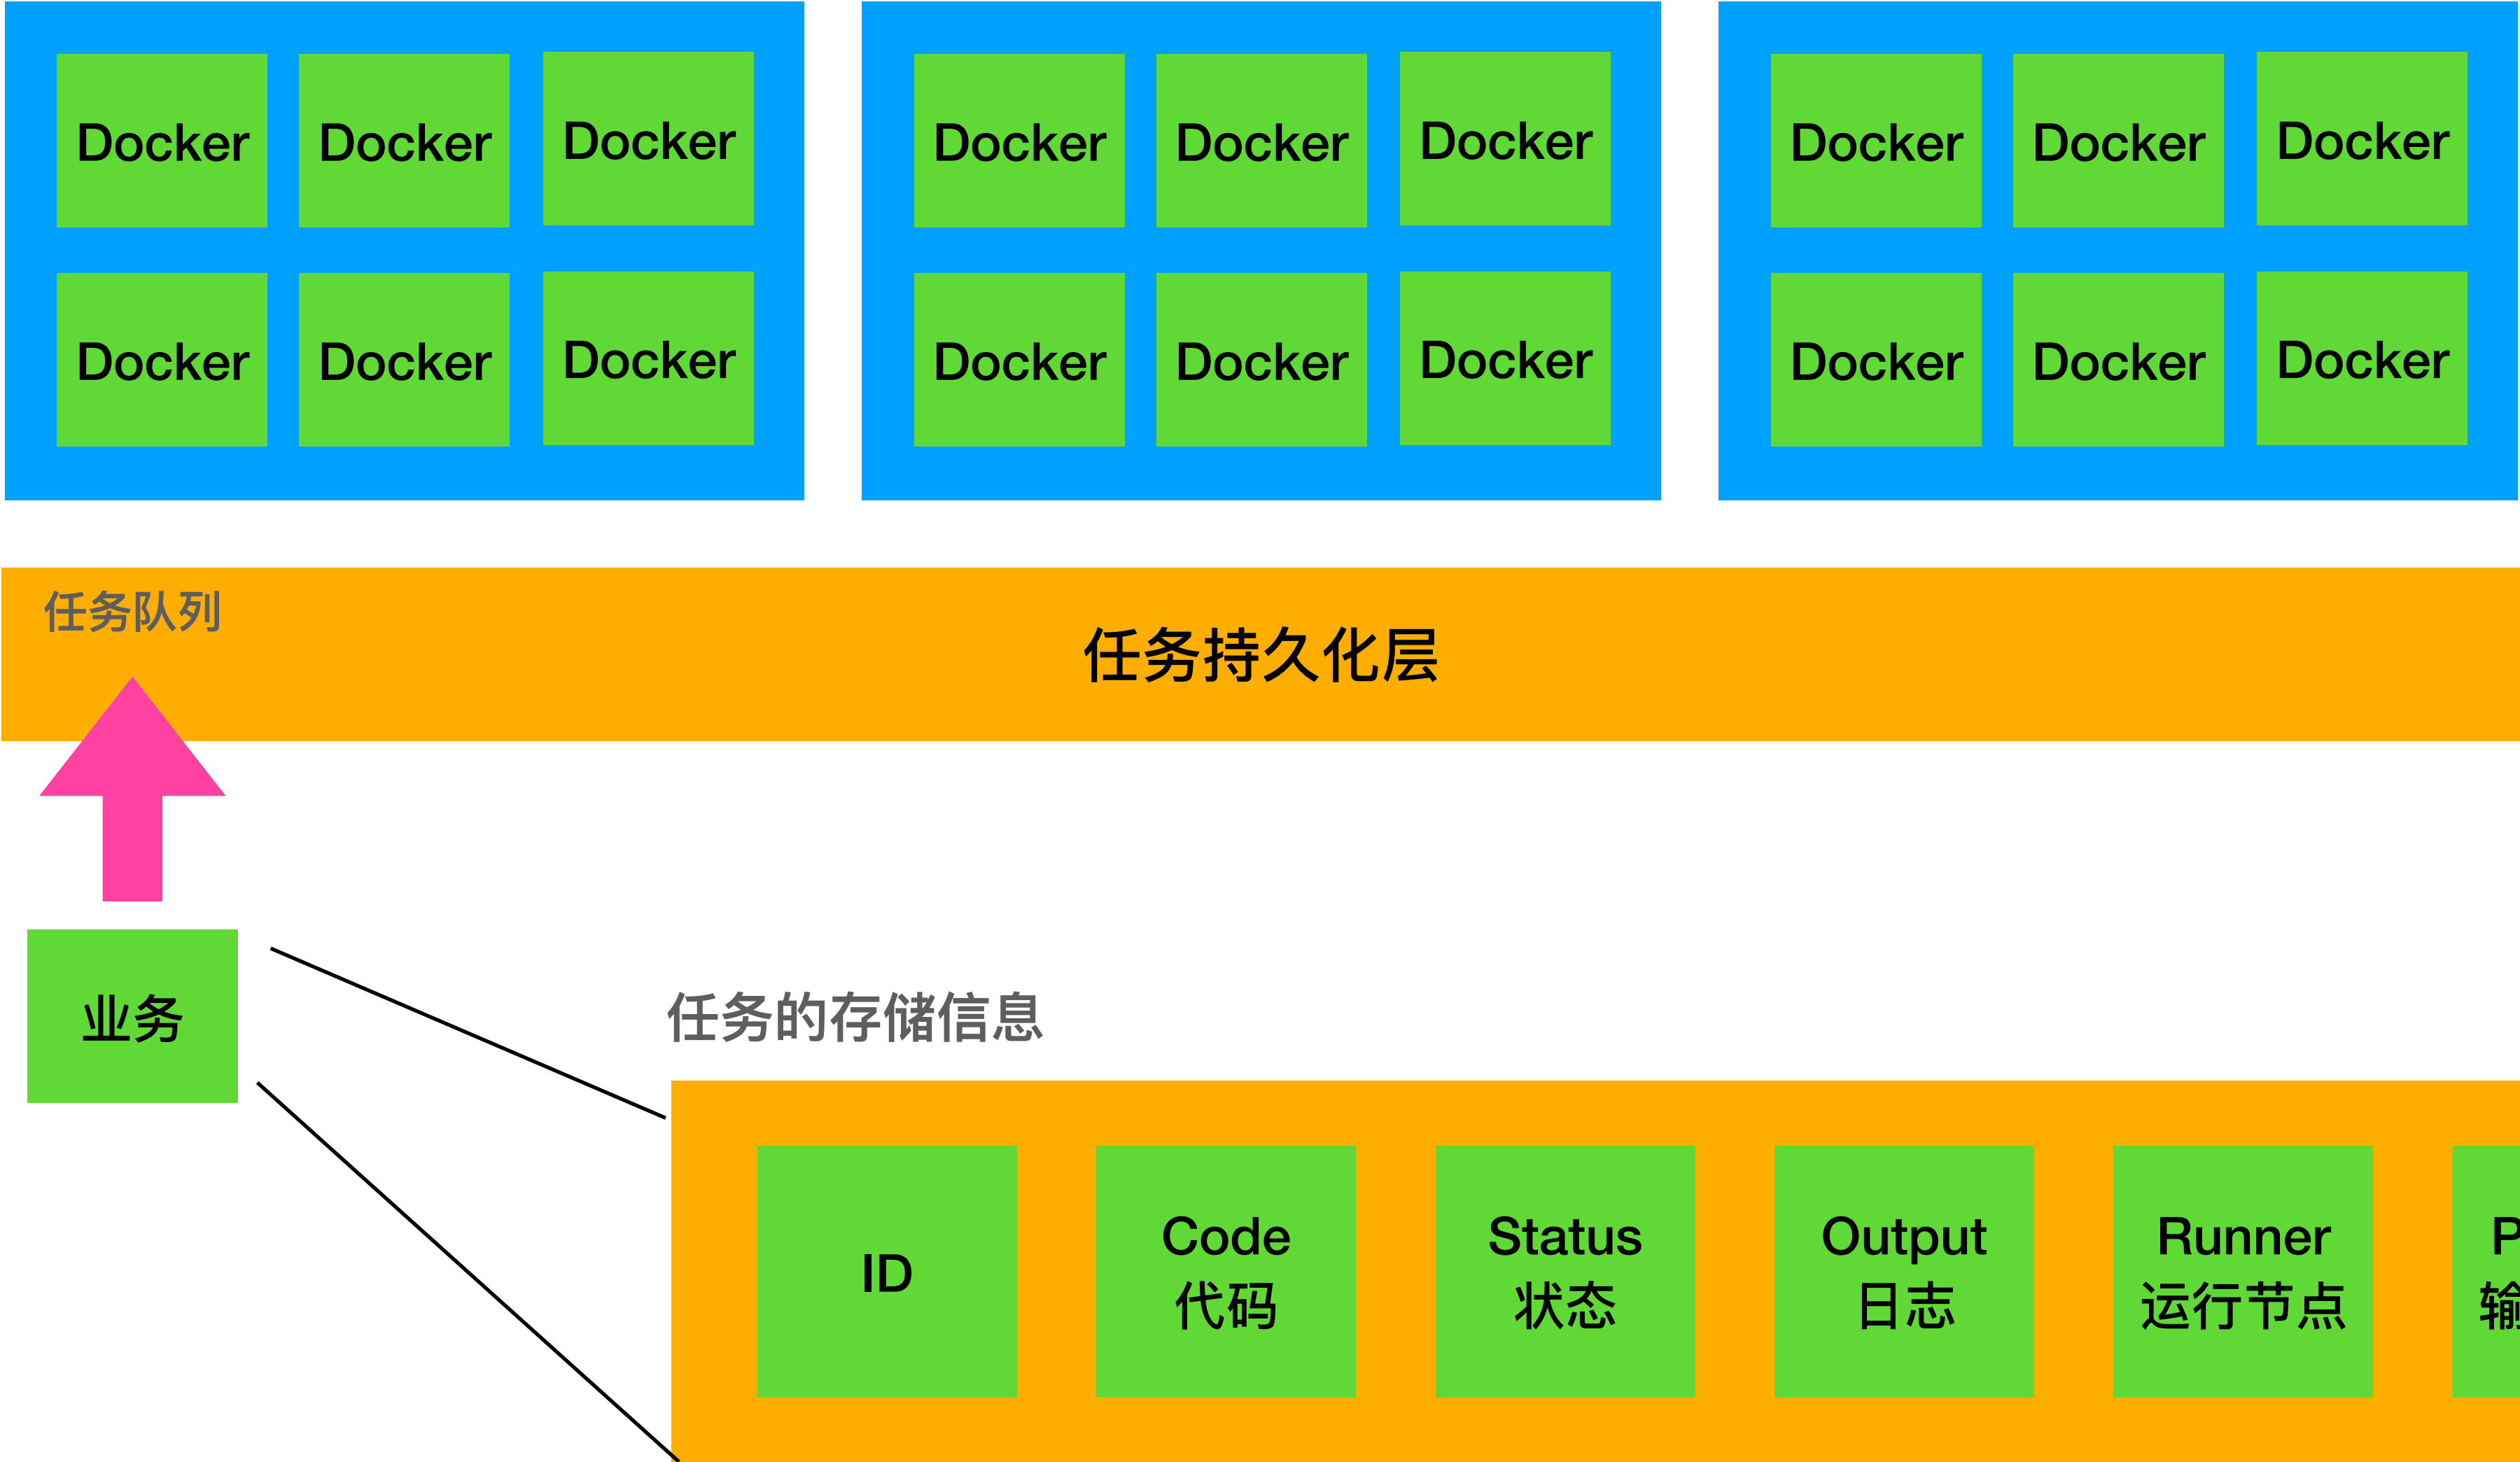 Docker Docker Docker Docker Docker Docker Docker Docker Docker
Docker Docker Docker Docker Docker Docker Docker Docker Docker
任务队列
任务持久化层
业务
任务的存储信息
ID
Code
代码
Status
状态
Output
日志
Runner
运行节点